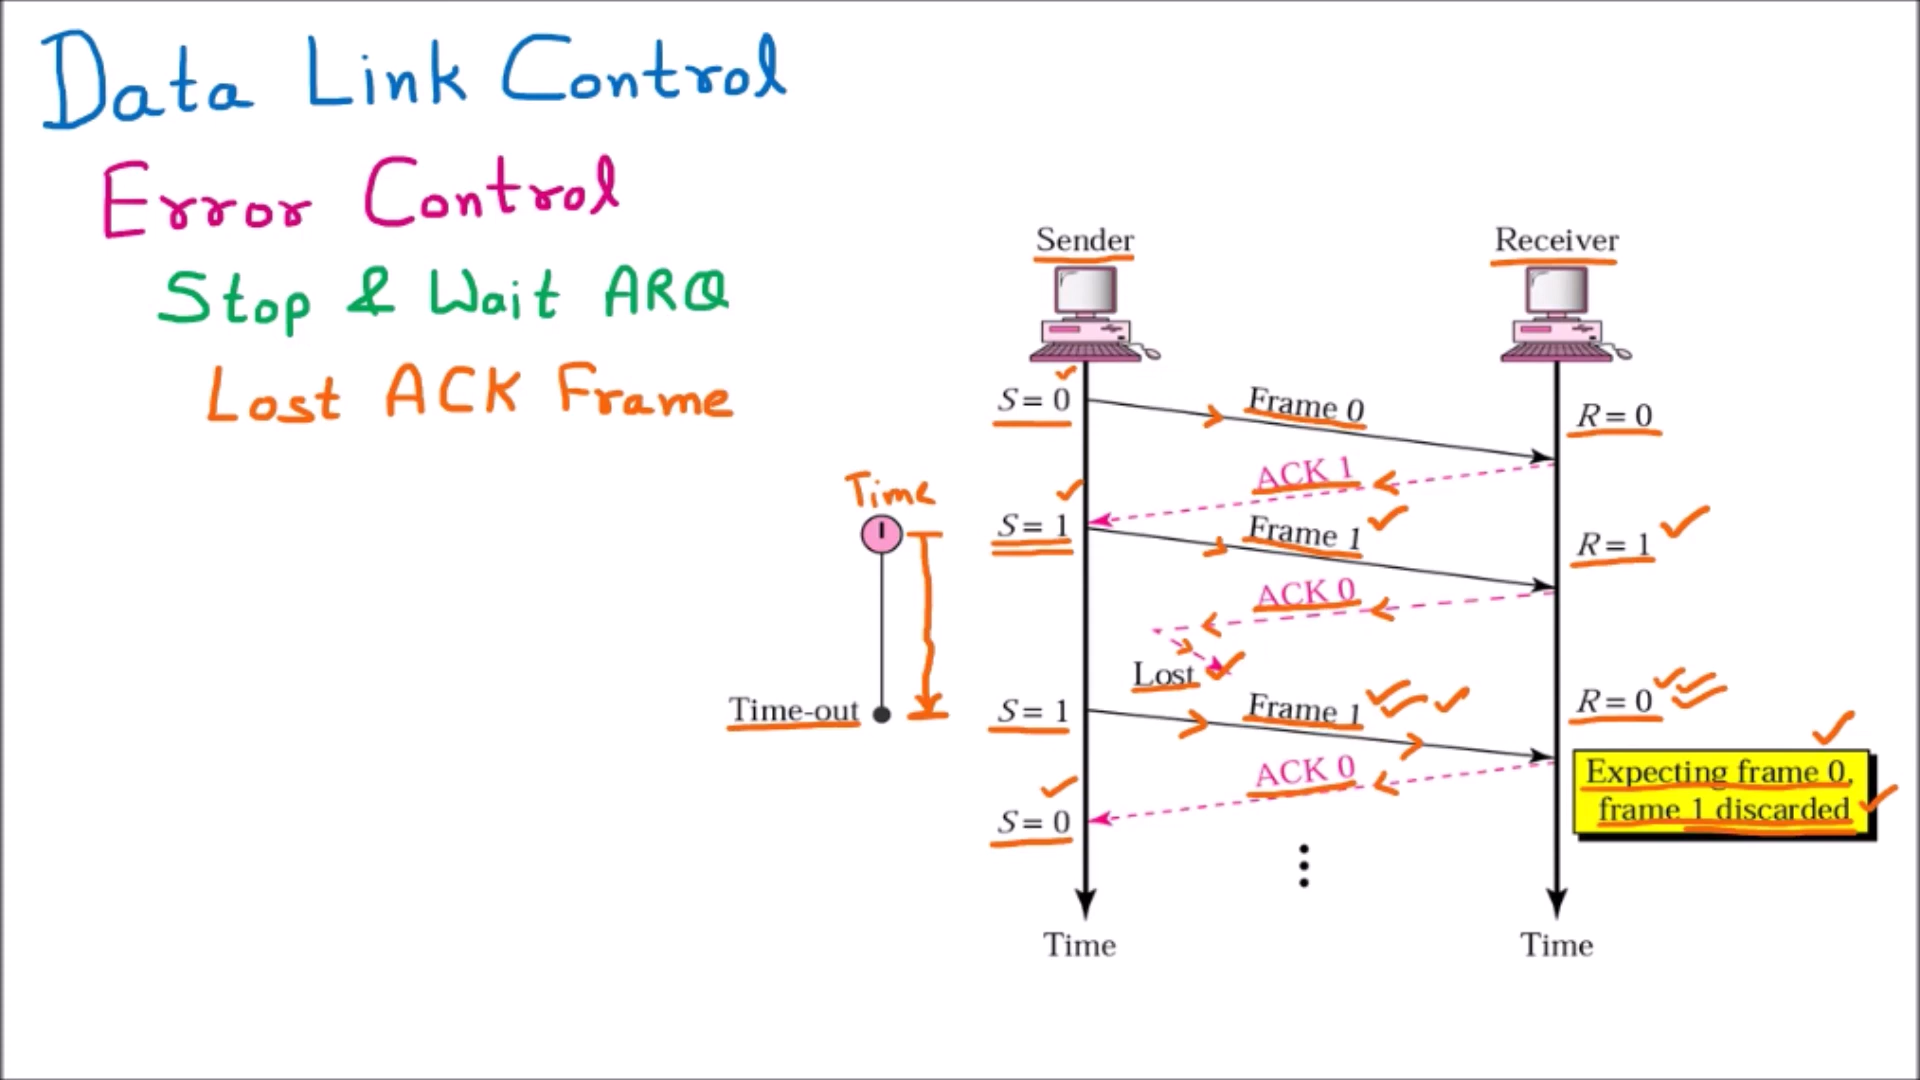 Data Link Control
Error Control
Stop & Wait ARQ
Lost ACK Frame
Sender
Receiver
S = 0
Frame 0
R = 0
ACK 1
Time
S = 1
Frame 1
R = 1
ACK 0
Lost
Time-out
S = 1
Frame 1
R = 0
ACK 0
Expecting frame 0,
frame 1 discarded
S = 0
Time
Time